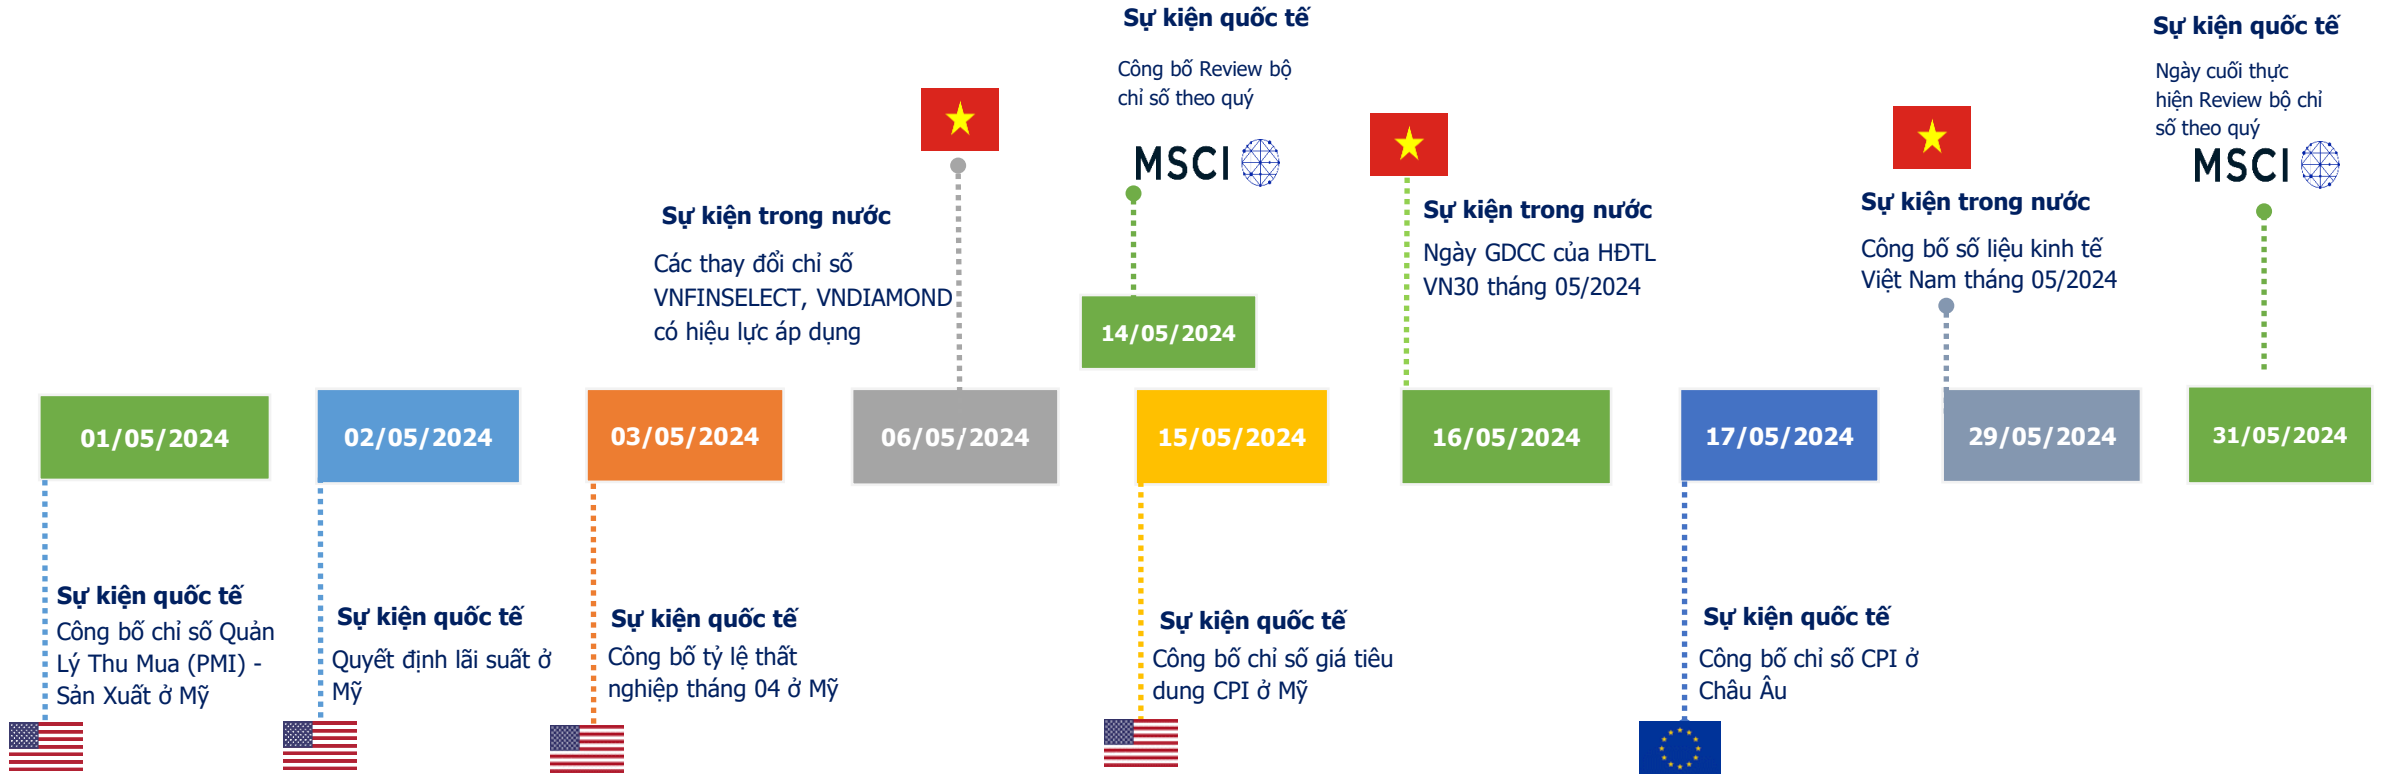 Sự kiện quốc tế
Công bố Review bộ
chỉ số theo quý
MSCI
Sự kiện quốc tế
Ngày cuối thực
hiện Review bộ chỉ
số theo quý
MSCI
Sự kiện trong nước
Các thay đổi chỉ số
VNFINSELECT, VNDIAMOND
có hiệu lực áp dụng
Sự kiện trong nước
Ngày GDCC của HĐTL
VN30 tháng 05/2024
Sự kiện trong nước
Công bố số liệu kinh tế
Việt Nam tháng 05/2024
14/05/2024
01/05/2024
02/05/2024
03/05/2024
06/05/2024
15/05/2024
16/05/2024
17/05/2024
29/05/2024
31/05/2024
Sự kiện quốc tế
Công bố chỉ số Quản
Lý Thu Mua (PMI) -
Sản Xuất ở Mỹ
Sự kiện quốc tế
Quyết định lãi suất ở
Mỹ
Sự kiện quốc tế
Công bố tỷ lệ thất
nghiệp tháng 04 ở Mỹ
Sự kiện quốc tế
Công bố chỉ số giá tiêu
dung CPI ở Mỹ
Sự kiện quốc tế
Công bố chỉ số CPI ở
Châu Âu